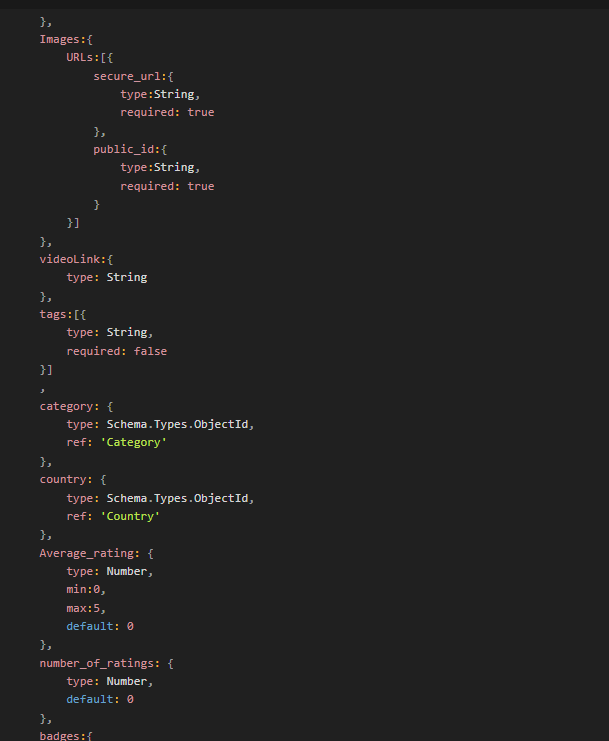 },
Images:{
URLs:[{
secure_url:{
type:String,
required: true
},
public_id:{
type:String,
required: true
}
}]
},
videoLink:{
type: String
},
tags:[{
type: String,
required: false
}]
,
category: {
type: Schema.Types.ObjectId,
ref: 'Category'
},
country: {
type: Schema.Types.ObjectId,
ref: 'Country'
},
Average_rating: {
type: Number,
min:0,
max:5,
default: 0
},
number_of_ratings: {
type: Number,
default: 0
},
badges:{